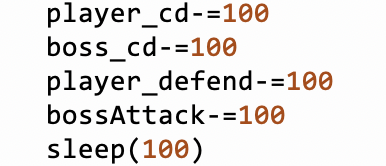 player_cd-=100
boss_cd-=100
player_defend-=100
bossAttack-=100
sleep(100)